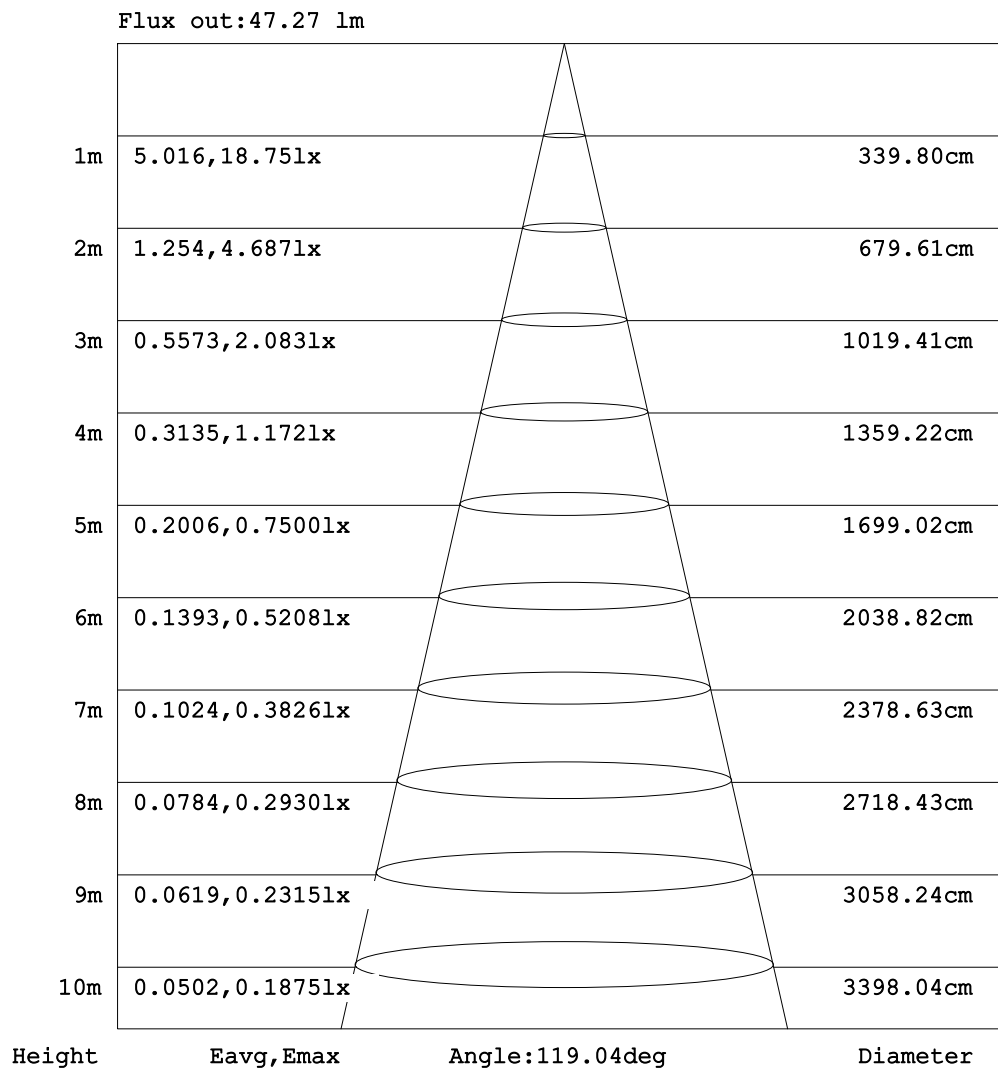 Flux out:47.27 lm
1m 5.016,18.75lx 339.80cm
2m 1.254,4.687lx 679.61cm
3m 0.5573,2.083lx 1019.41cm
4m 0.3135,1.172lx 1359.22cm
5m 0.2006,0.7500lx 1699.02cm
6m 0.1393,0.5208lx 2038.82cm
7m 0.1024,0.3826lx 2378.63cm
8m 0.0784,0.2930lx 2718.43cm
9m 0.0619,0.2315lx 3058.24cm
10m 0.0502,0.1875lx 3398.04cm
Height Eavg,Emax Angle:119.04deg Diameter